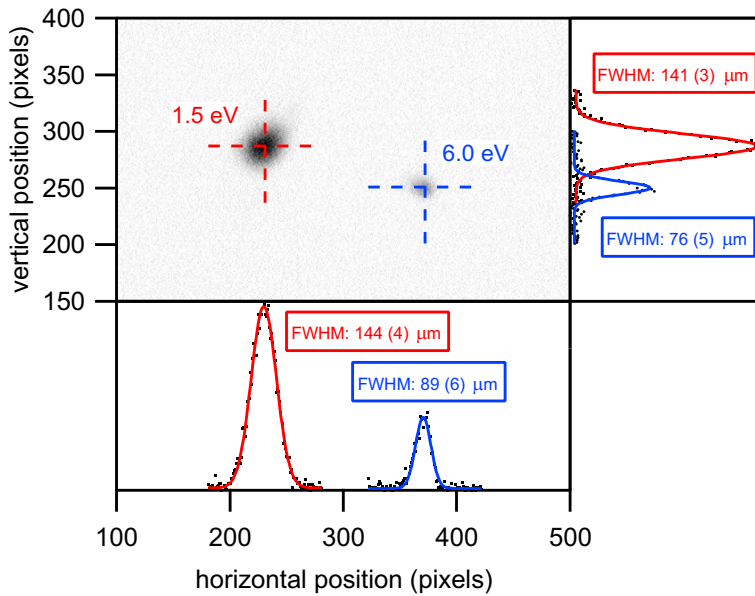 400
350
300
250
200
150
vertical position (pixels)
1.5 eV
6.0 eV
FWHM: 141 (3) μm
FWHM: 76 (5) μm
FWHM: 144 (4) μm
FWHM: 89 (6) μm
100
200
300
400
500
horizontal position (pixels)